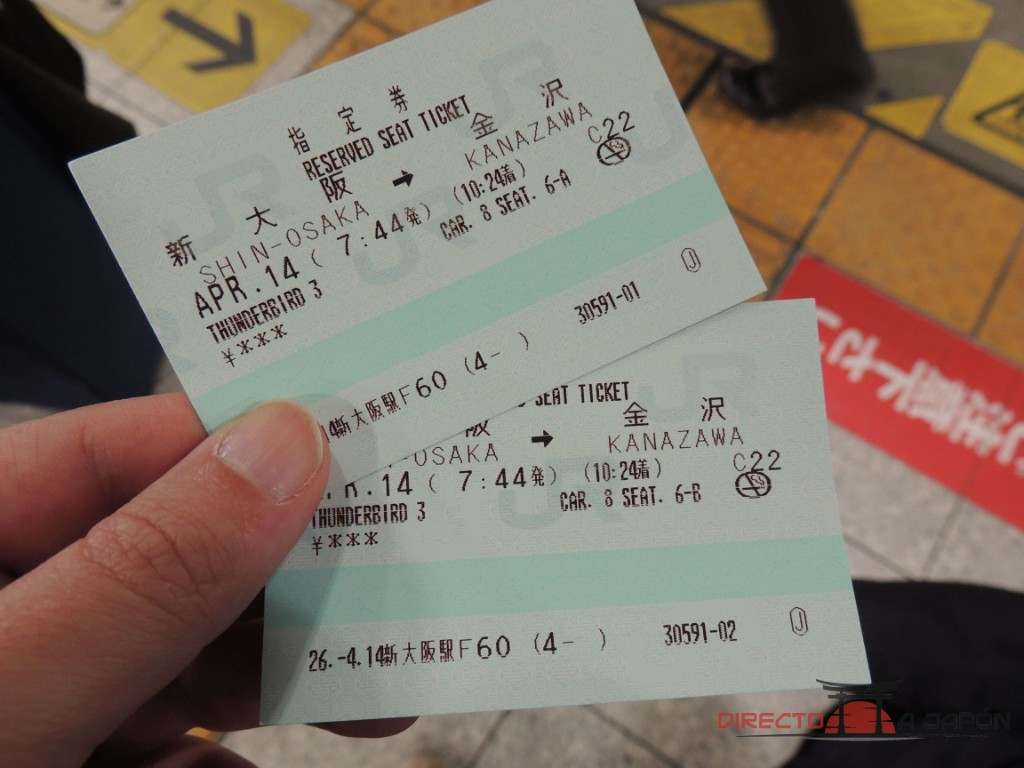 指定券
RESERVED SEAT TICKET
新大阪 → 金沢
SHIN-OSAKA KANAZAWA
APR.14 ( 7:44発) (10:24着) C22
THUNDERBIRD 3 CAR. 8 SEAT. 6-A
¥***
14新大阪駅F60 (4- ) 30591-01
SEAT TICKET
阪 → 金沢
OSAKA KANAZAWA
R.14 ( 7:44発) (10:24着) C22
THUNDERBIRD 3 CAR. 8 SEAT. 6-B
¥***
26.-4.14新大阪駅F60 (4- ) 30591-02
DIRECTO A JAPÓN